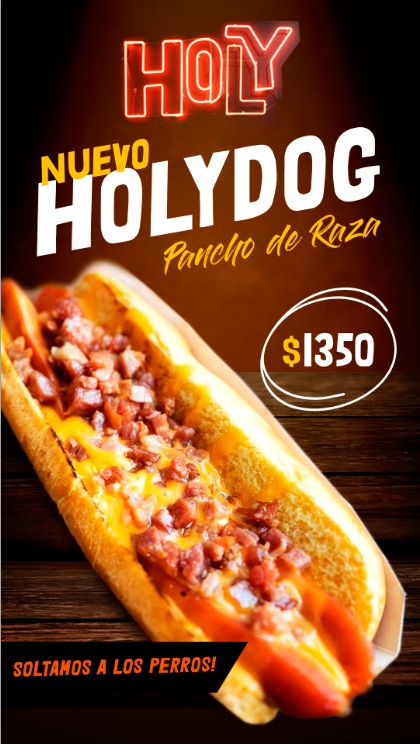 HOLY
NUEVO
HOLYDOG
Pancho de Raza
$1350
SOLTAMOS A LOS PERROS!